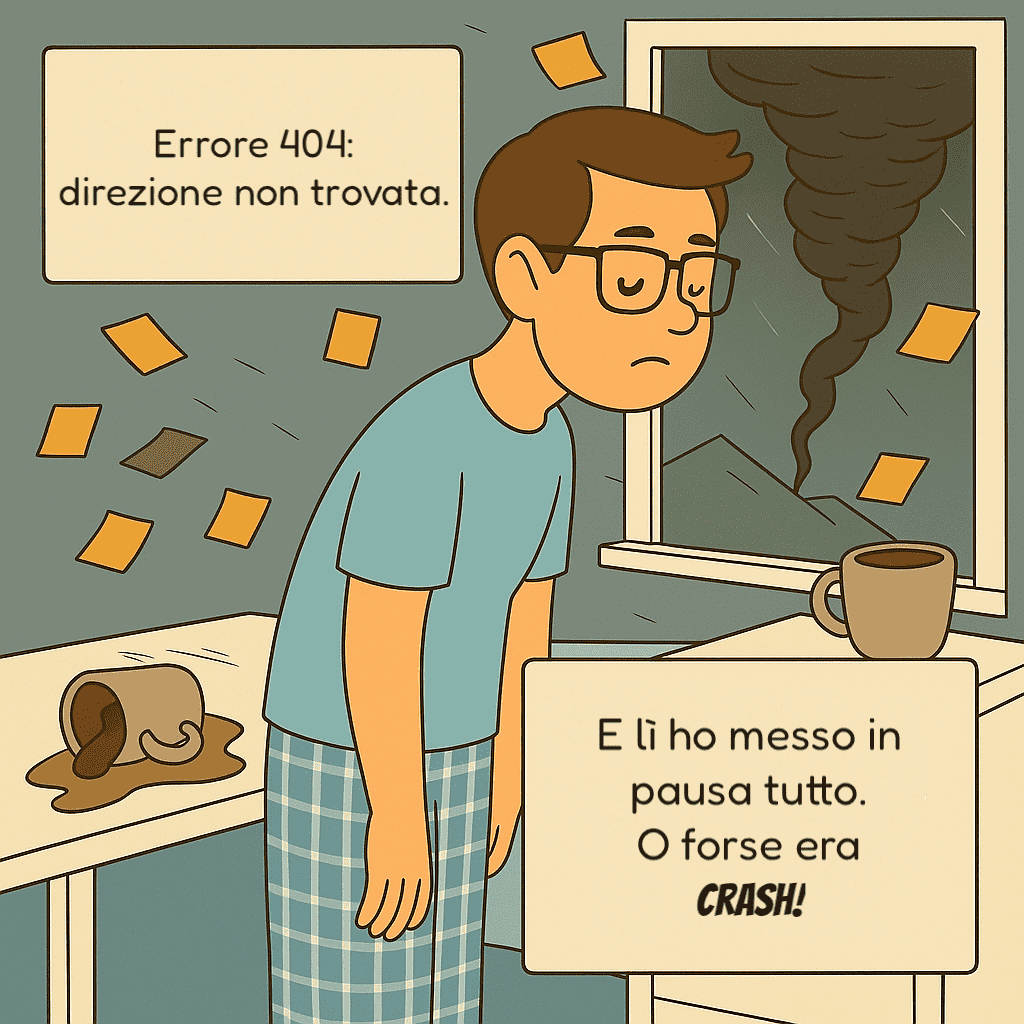 Errore 404:
direzione non trovata.
E lì ho messo in
pausa tutto.
O forse era
CRASH!